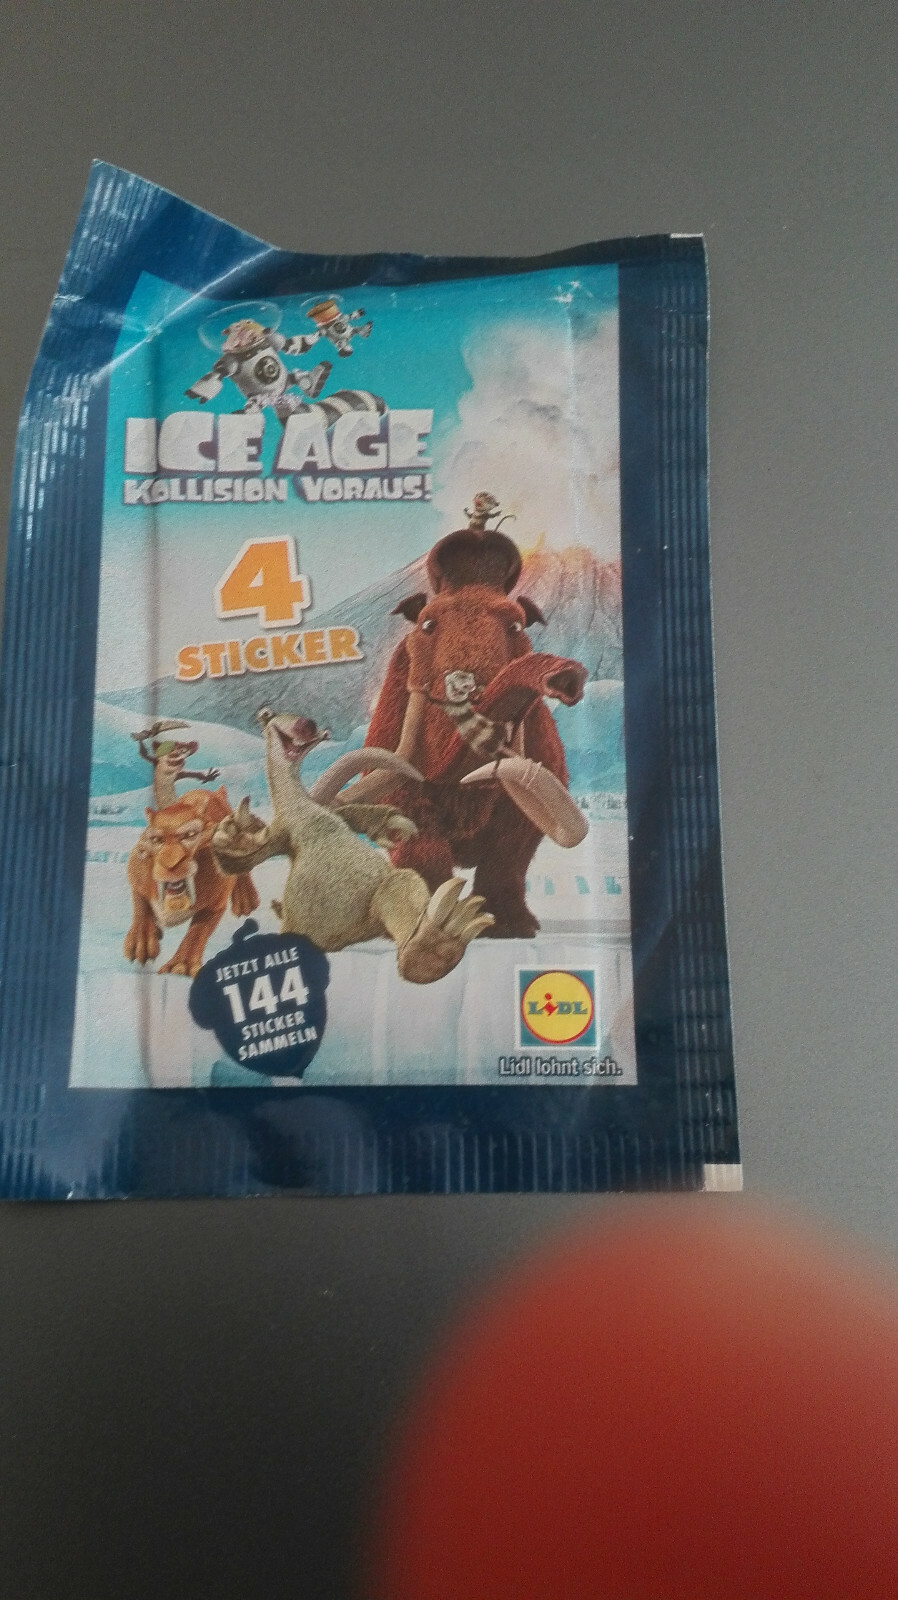 ICE AGE
KOLLISION VORAUS!
4
STICKER
JETZT ALLE
144
STICKER
SAMMELN
LiDL
Lidl lohnt sich.